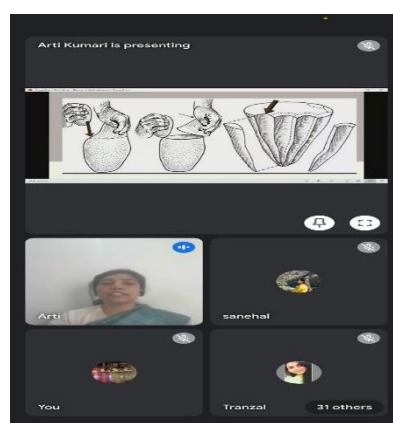 Arti Kumari is presenting
Arti
sanehal
You
Tranzal
31 others